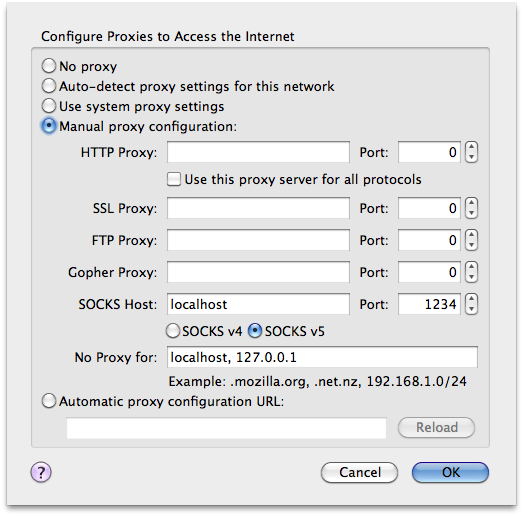 Configure Proxies to Access the Internet
No proxy
Auto-detect proxy settings for this network
Use system proxy settings
Manual proxy configuration:
HTTP Proxy: Port: 0
Use this proxy server for all protocols
SSL Proxy: Port: 0
FTP Proxy: Port: 0
Gopher Proxy: Port: 0
SOCKS Host: localhost Port: 1234
SOCKS v4 SOCKS v5
No Proxy for: localhost, 127.0.0.1
Example: .mozilla.org, .net.nz, 192.168.1.0/24
Automatic proxy configuration URL:
Reload
? Cancel OK